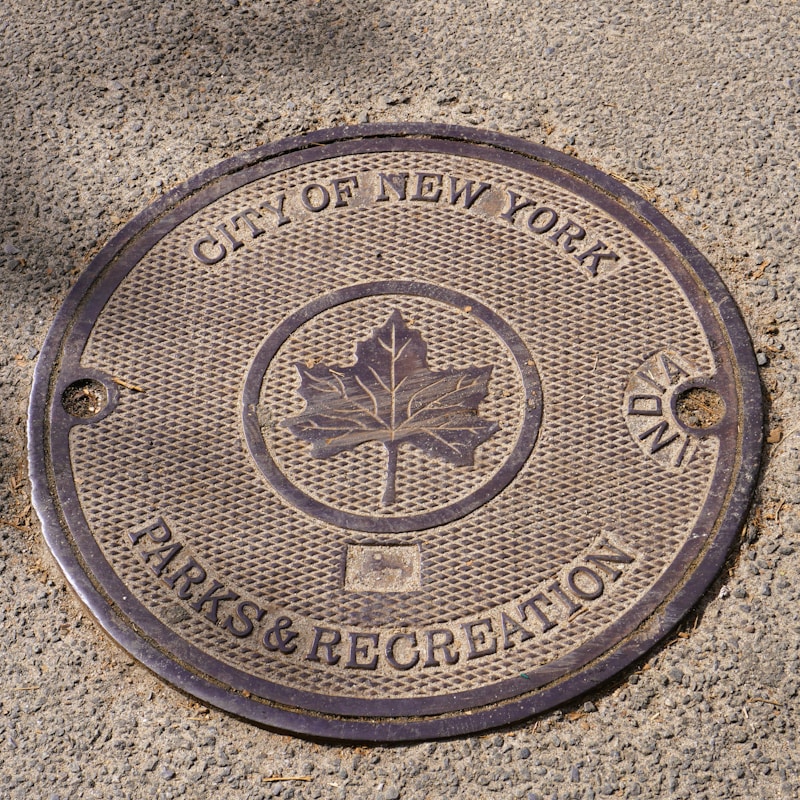 CITY OF NEW YORK
INDIA
PARKS & RECREATION